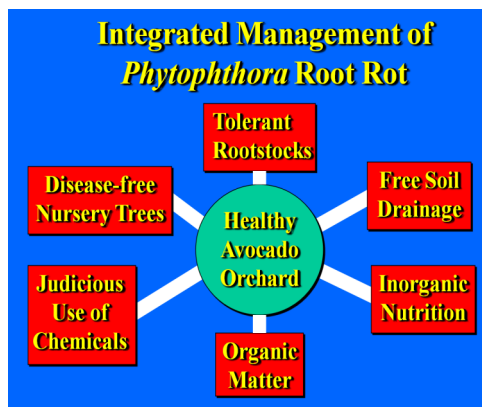 Integrated Management of
Phytophthora Root Rot
Tolerant
Rootstocks
Disease-free
Nursery Trees
Free Soil
Drainage
Healthy
Avocado
Orchard
Judicious
Use of
Chemicals
Inorganic
Nutrition
Organic
Matter